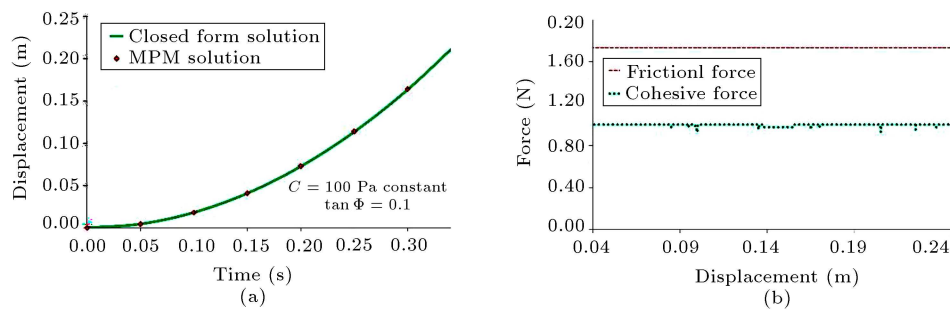 0.25
0.20
0.15
0.10
0.05
0.00
Displacement (m)
Closed form solution
MPM solution
C = 100 Pa constant
tan Φ = 0.1
0.00 0.05 0.10 0.15 0.20 0.25 0.30
Time (s)
(a)
0.20
1.60
1.20
0.80
0.40
0.00
Force (N)
Frictionl force
Cohesive force
0.04 0.09 0.14 0.19 0.24
Displacement (m)
(b)